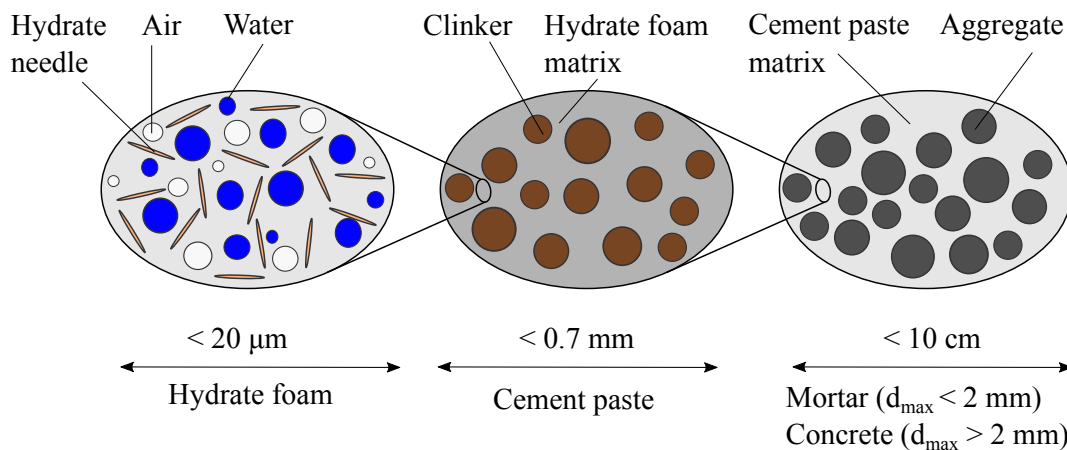 Hydrate
needle
Air
Water
Clinker
Hydrate foam
matrix
Cement paste
matrix
Aggregate
< 20 μm
Hydrate foam
< 0.7 mm
Cement paste
< 10 cm
Mortar (dmax < 2 mm)
Concrete (dmax > 2 mm)